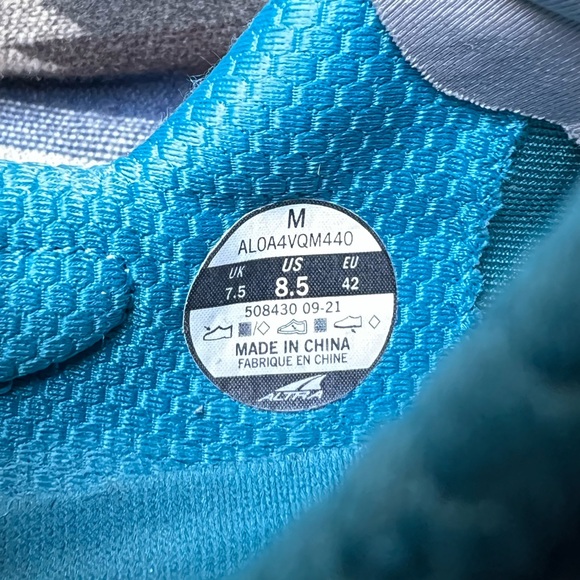 M
AL0A4VQM440
UK US EU
7.5 8.5 42
508430 09-21
MADE IN CHINA
FABRIQUE EN CHINE
ALTRA